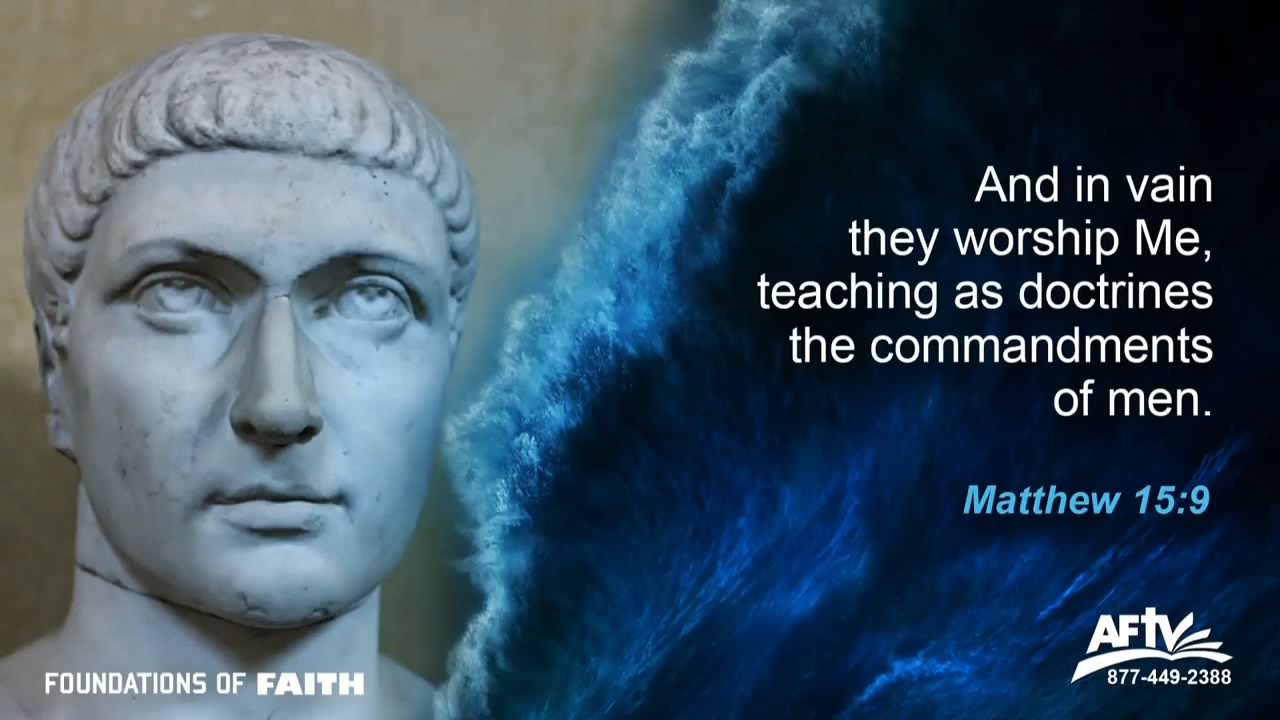 And in vain
they worship Me,
teaching as doctrines
the commandments
of men.
Matthew 15:9
FOUNDATIONS OF FAITH
AFTV
877-449-2388